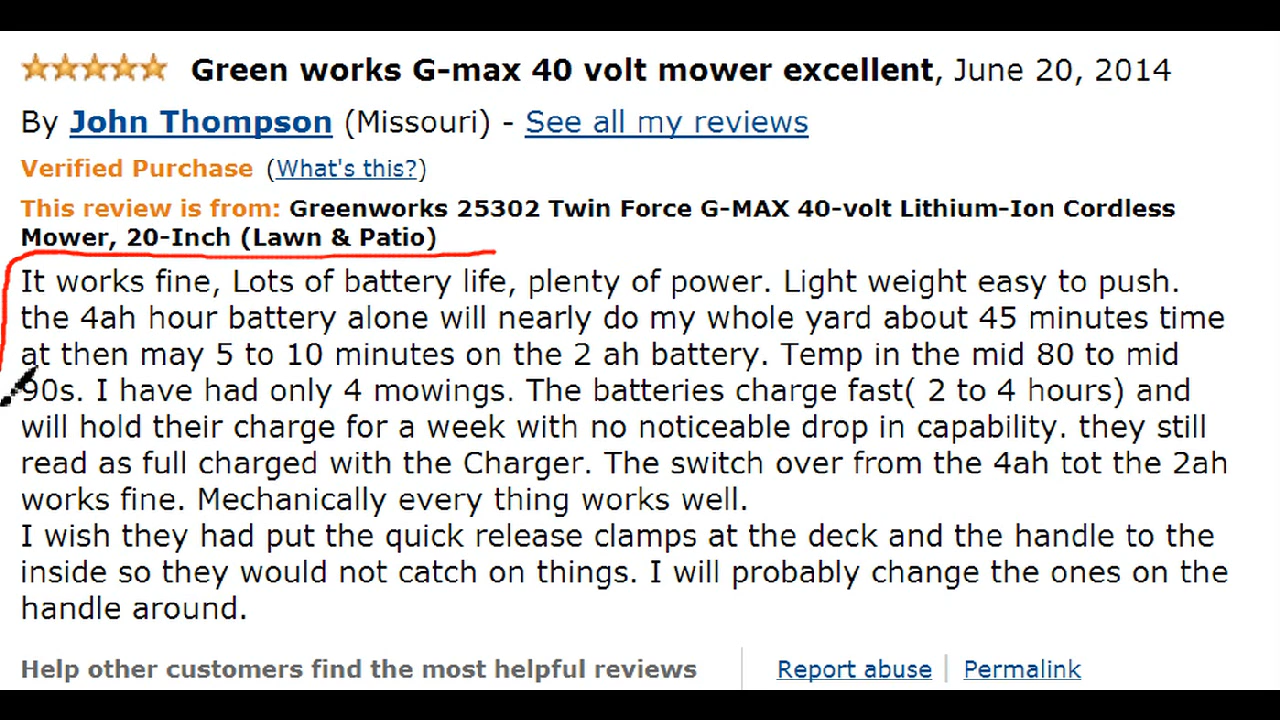 Green works G-max 40 volt mower excellent, June 20, 2014
By John Thompson (Missouri) - See all my reviews
Verified Purchase (What's this?)
This review is from: Greenworks 25302 Twin Force G-MAX 40-volt Lithium-Ion Cordless
Mower, 20-Inch (Lawn & Patio)
It works fine, Lots of battery life, plenty of power. Light weight easy to push.
the 4ah hour battery alone will nearly do my whole yard about 45 minutes time
at then may 5 to 10 minutes on the 2 ah battery. Temp in the mid 80 to mid
90s. I have had only 4 mowings. The batteries charge fast( 2 to 4 hours) and
will hold their charge for a week with no noticeable drop in capability. they still
read as full charged with the Charger. The switch over from the 4ah tot the 2ah
works fine. Mechanically every thing works well.
I wish they had put the quick release clamps at the deck and the handle to the
inside so they would not catch on things. I will probably change the ones on the
handle around.
Help other customers find the most helpful reviews | Report abuse | Permalink